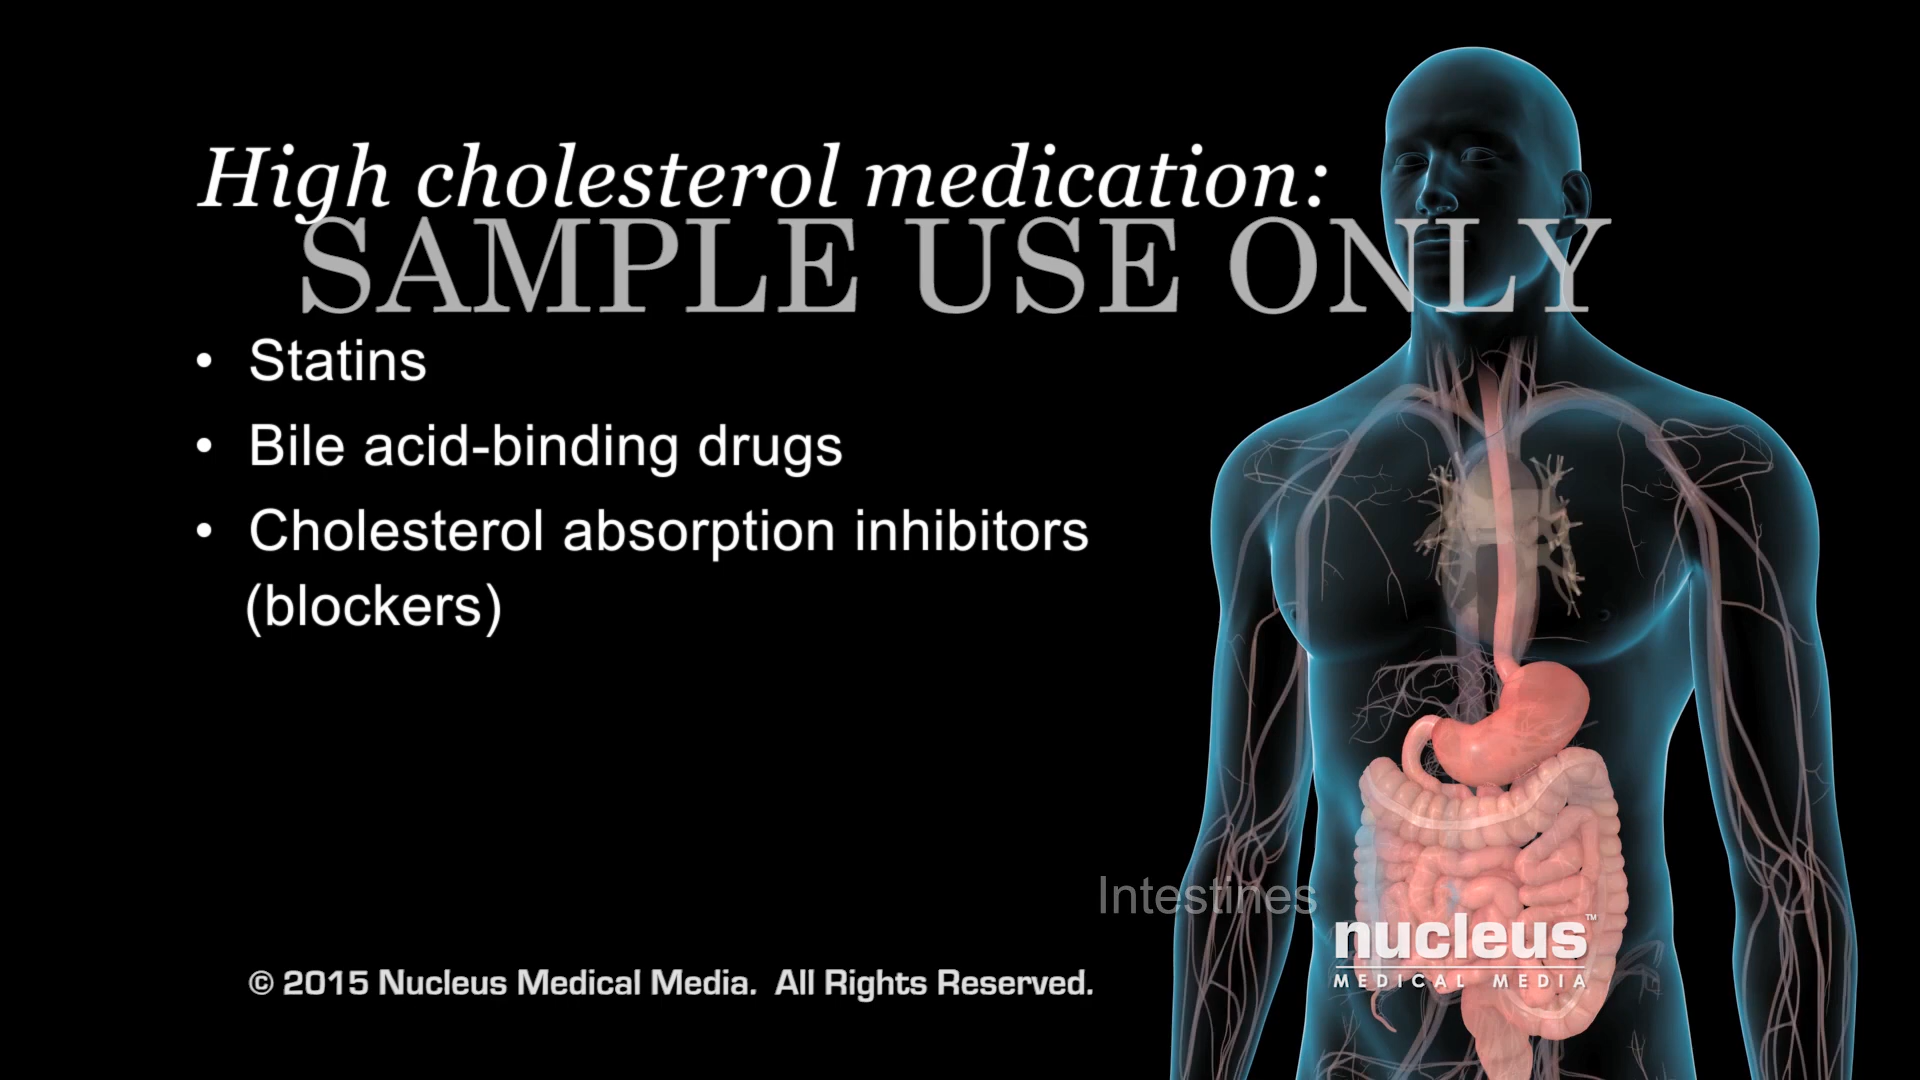 High cholesterol medication:
SAMPLE USE ONLY
• Statins
• Bile acid-binding drugs
• Cholesterol absorption inhibitors
(blockers)
Intestines
nucleus™
MEDICAL MEDIA
© 2015 Nucleus Medical Media. All Rights Reserved.